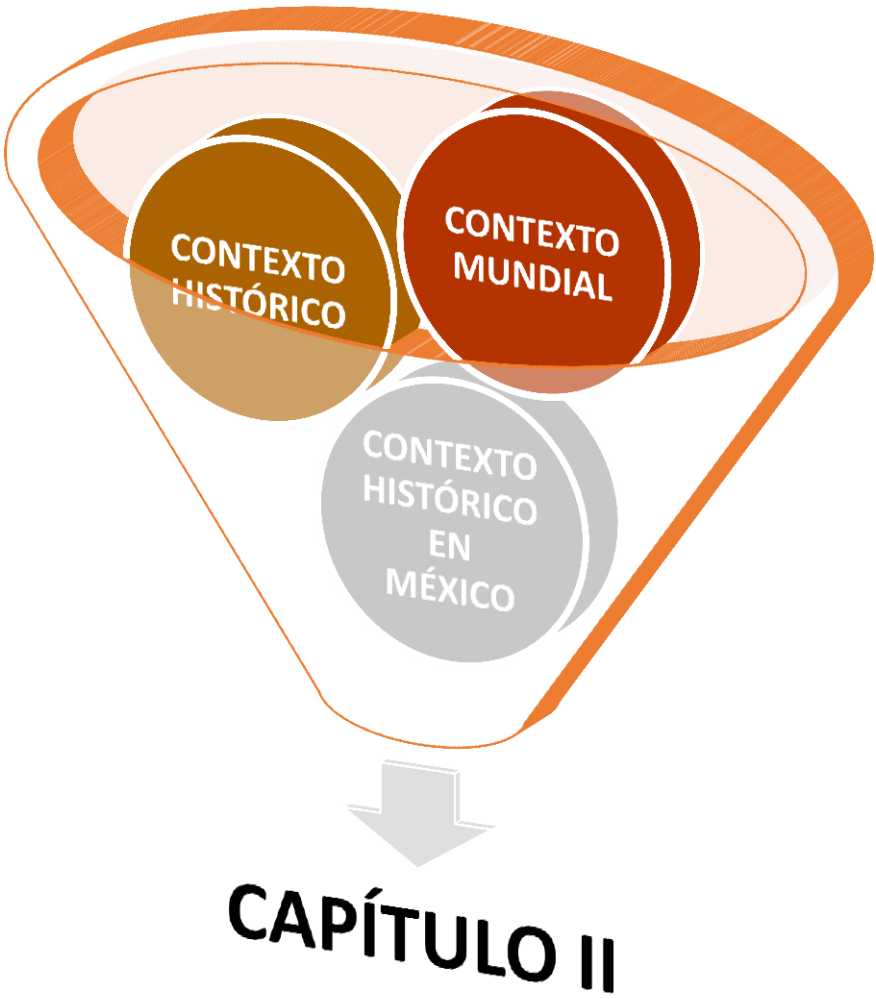 CONTEXTO
HISTÓRICO
CONTEXTO
MUNDIAL
CONTEXTO
HISTÓRICO
EN
MÉXICO
CAPÍTULO II